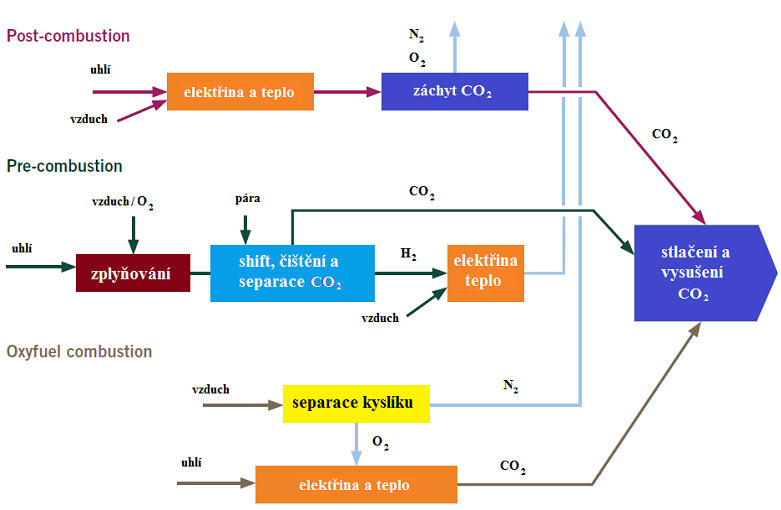 Post-combustion
N2
O2
uhlí
elektřina a teplo
záchyt CO2
vzduch
CO2
Pre-combustion
vzduch/O2
pára
CO2
uhlí
zplyňování
shift, čištění a
separace CO2
H2
elektřina
teplo
vzduch
stlačení a
vysušení
CO2
Oxyfuel combustion
vzduch
separace kyslíku
N2
O2
uhlí
elektřina a teplo
CO2